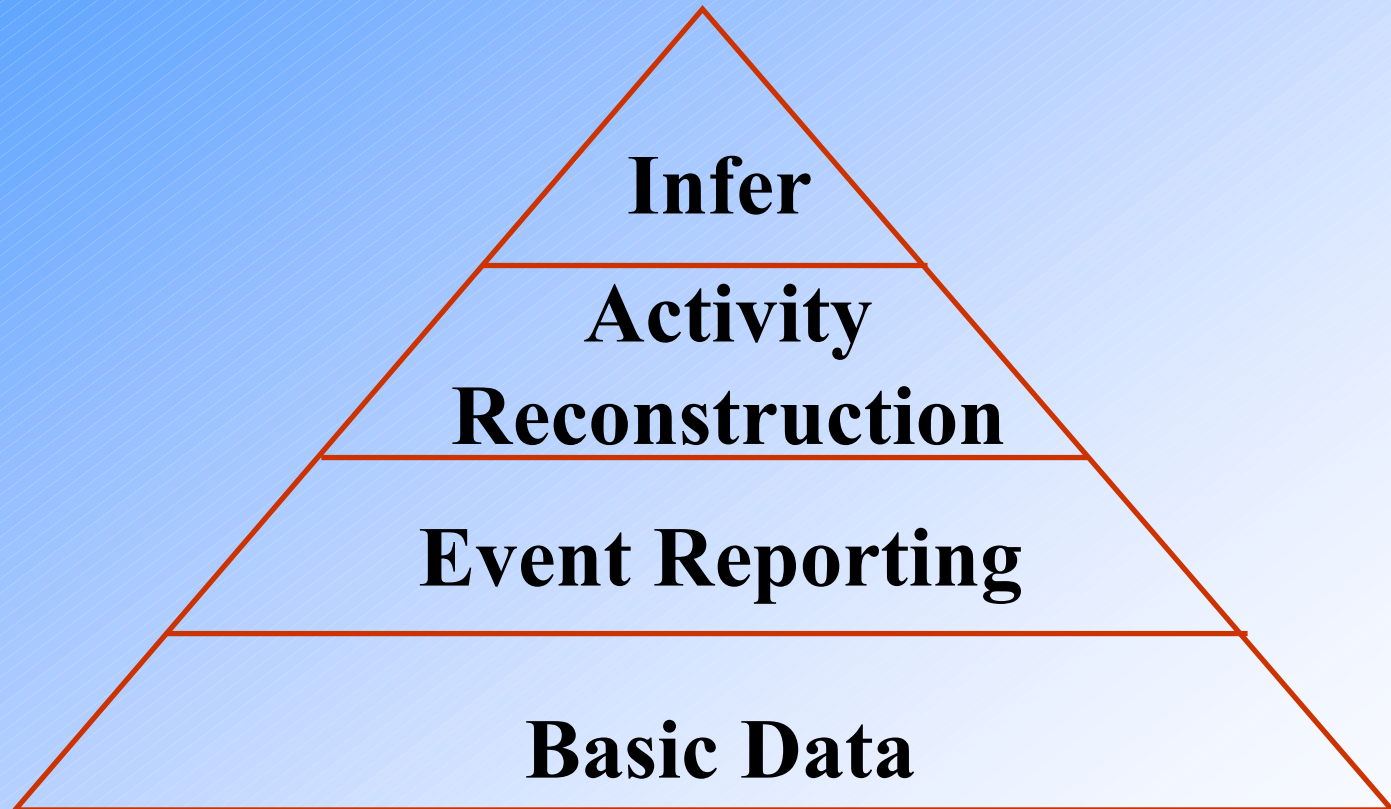 Infer
Activity
Reconstruction
Event Reporting
Basic Data